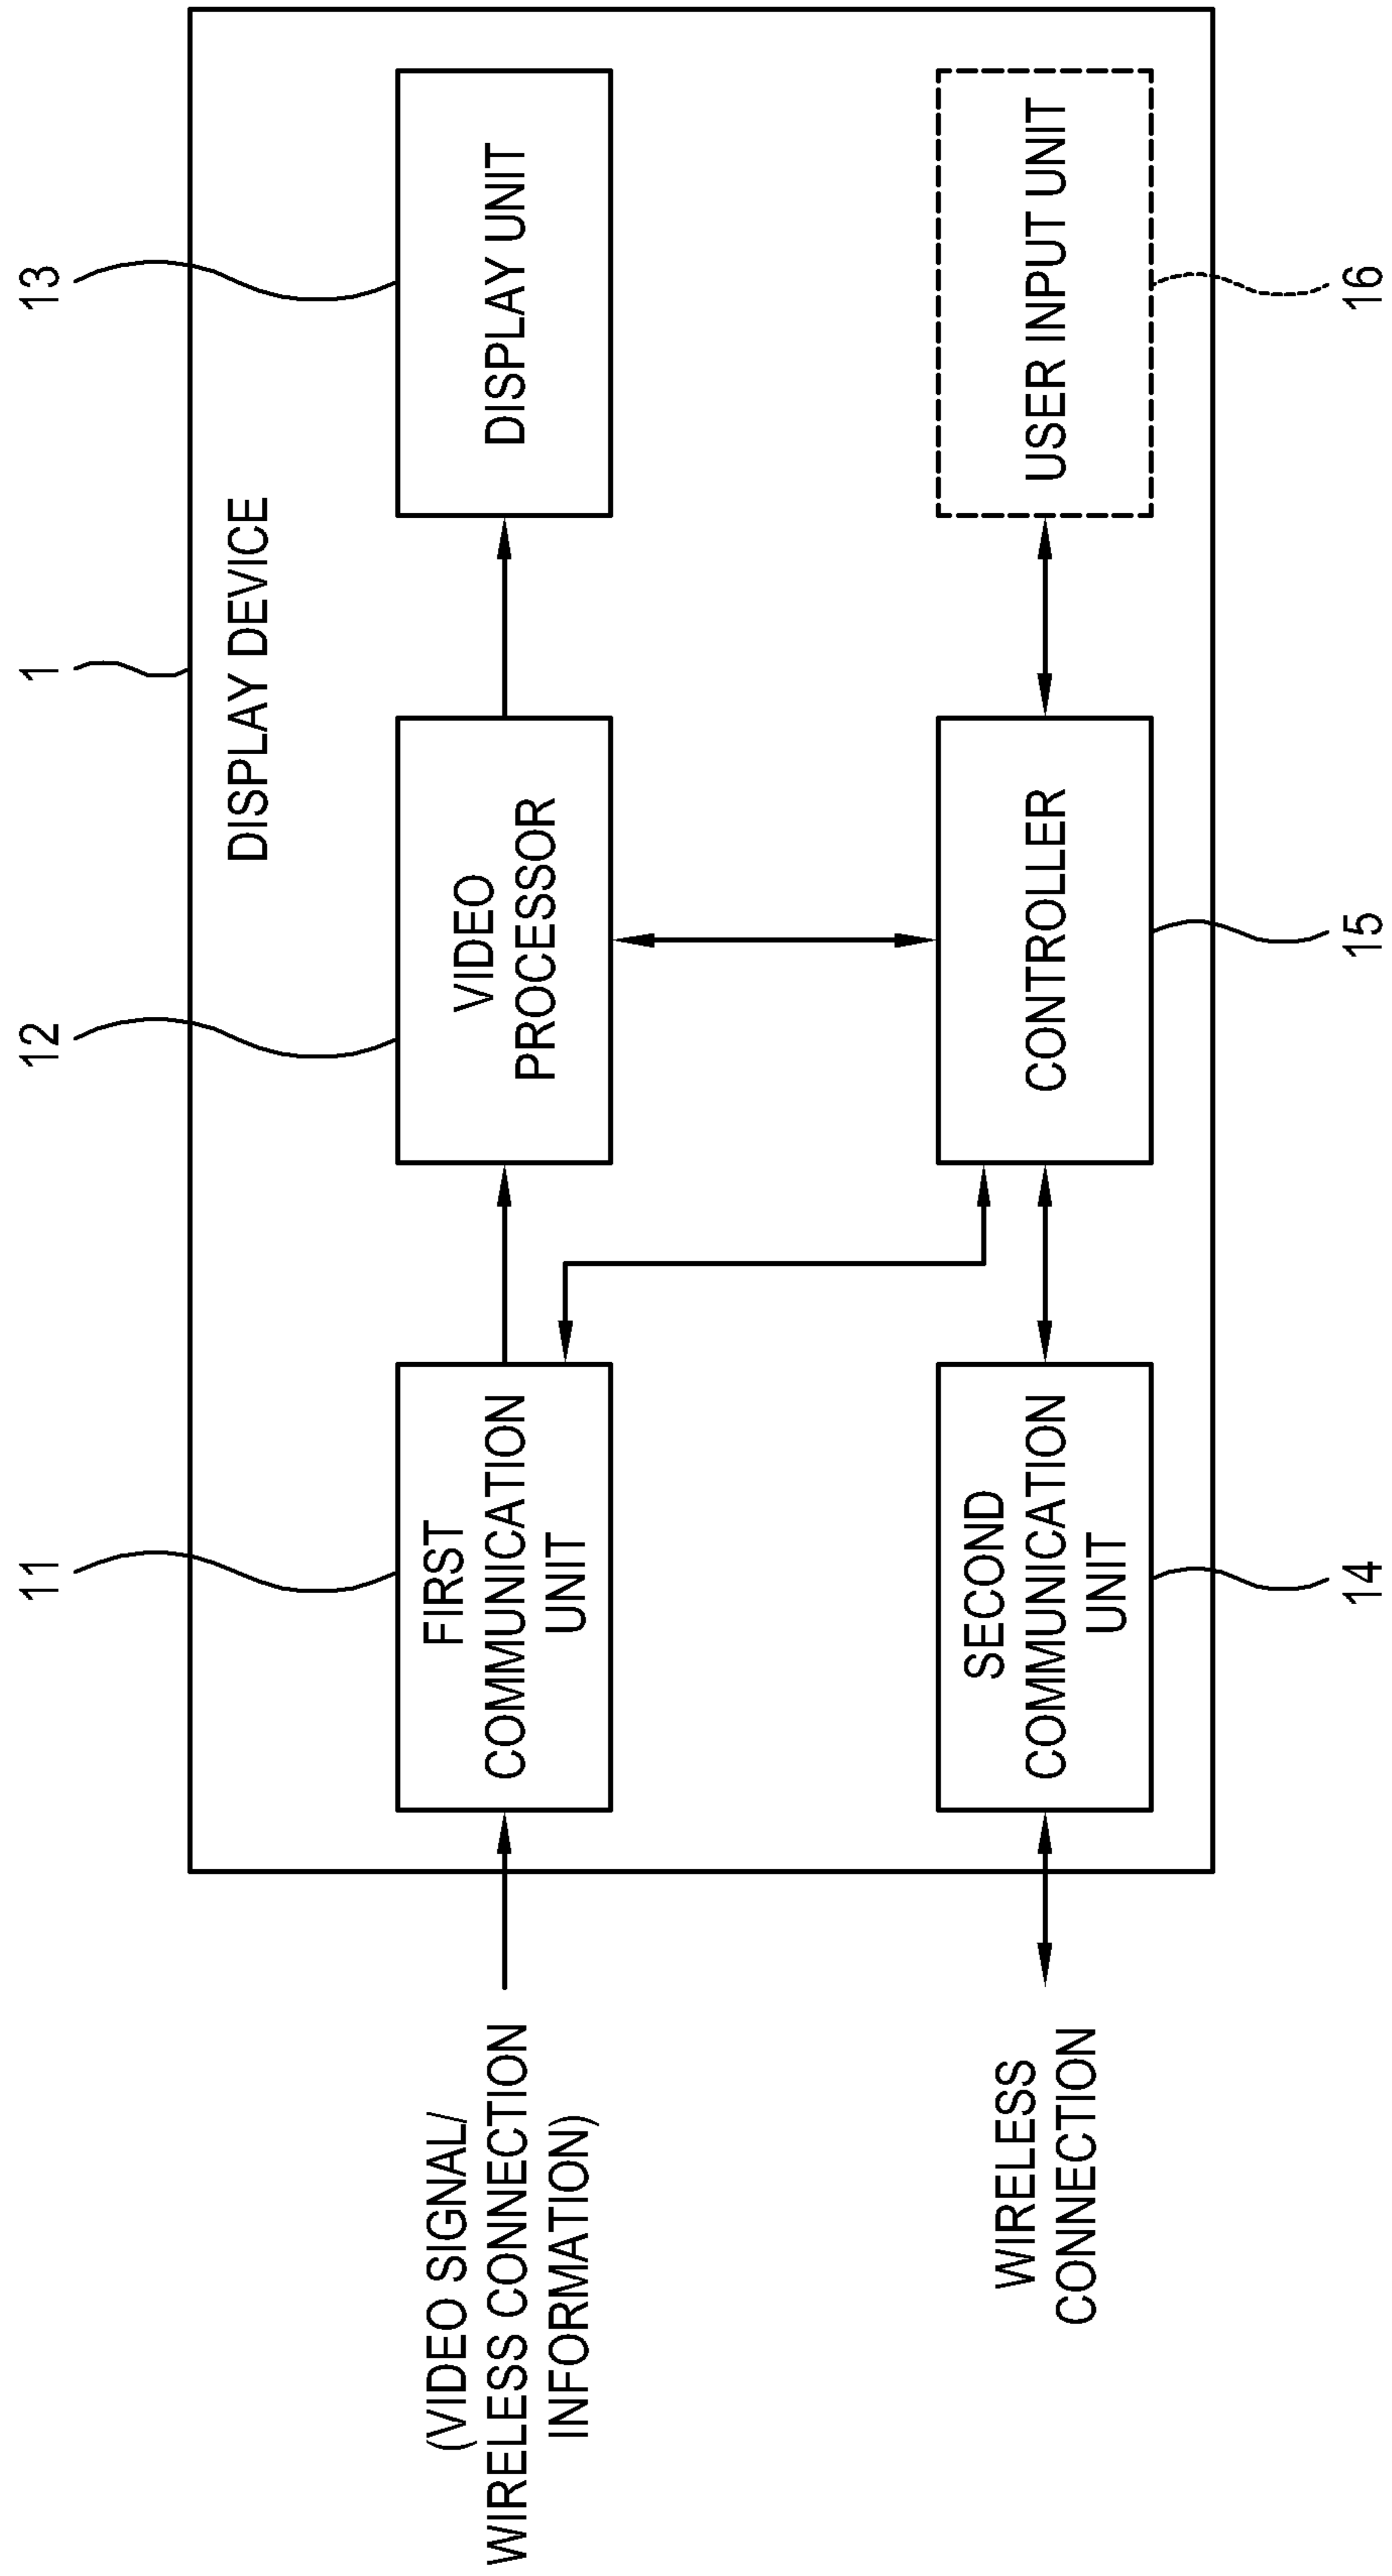 1
DISPLAY DEVICE
11
12
13
(VIDEO SIGNAL/
WIRELESS CONNECTION
INFORMATION)
FIRST
COMMUNICATION
UNIT
VIDEO
PROCESSOR
DISPLAY UNIT
WIRELESS
CONNECTION
SECOND
COMMUNICATION
UNIT
CONTROLLER
USER INPUT UNIT
14
15
16